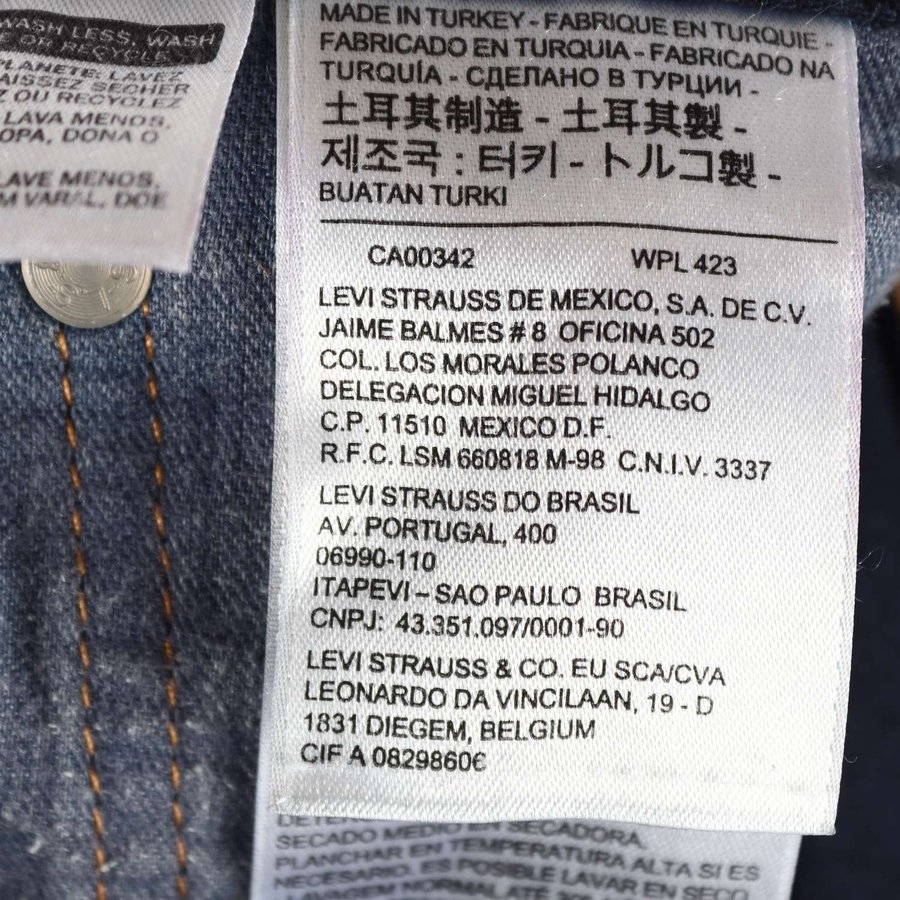 WASH LESS, WASH
OR RECYCLE
PLANETE: LAVEZ
LAISSEZ SECHER
Z OU RECYCLEZ
LAVA MENOS,
OPA, DONA O
LAVE MENOS,
M VARAL, DOE
MADE IN TURKEY - FABRIQUE EN TURQUIE -
FABRICADO EN TURQUIA - FABRICADO NA
TURQUÍA - СДЕЛАНО В ТУРЦИИ -
土耳其制造 - 土耳其製 -
제조국 : 터키 - トルコ製 -
BUATAN TURKI
CA00342 WPL 423
LEVI STRAUSS DE MEXICO, S.A. DE C.V.
JAIME BALMES # 8 OFICINA 502
COL. LOS MORALES POLANCO
DELEGACION MIGUEL HIDALGO
C.P. 11510 MEXICO D.F.
R.F.C. LSM 660818 M-98 C.N.I.V. 3337
LEVI STRAUSS DO BRASIL
AV. PORTUGAL, 400
06990-110
ITAPEVI – SAO PAULO BRASIL
CNPJ: 43.351.097/0001-90
LEVI STRAUSS & CO. EU SCA/CVA
LEONARDO DA VINCILAAN, 19 - D
1831 DIEGEM, BELGIUM
CIF A 0829860€
SECADO MEDIO EN SECADORA.
PLANCHAR EN TEMPERATURA ALTA SI ES
NECESARIO. ES POSIBLE LAVAR EN SECO
LAVAGEM NORMAL ATÉ